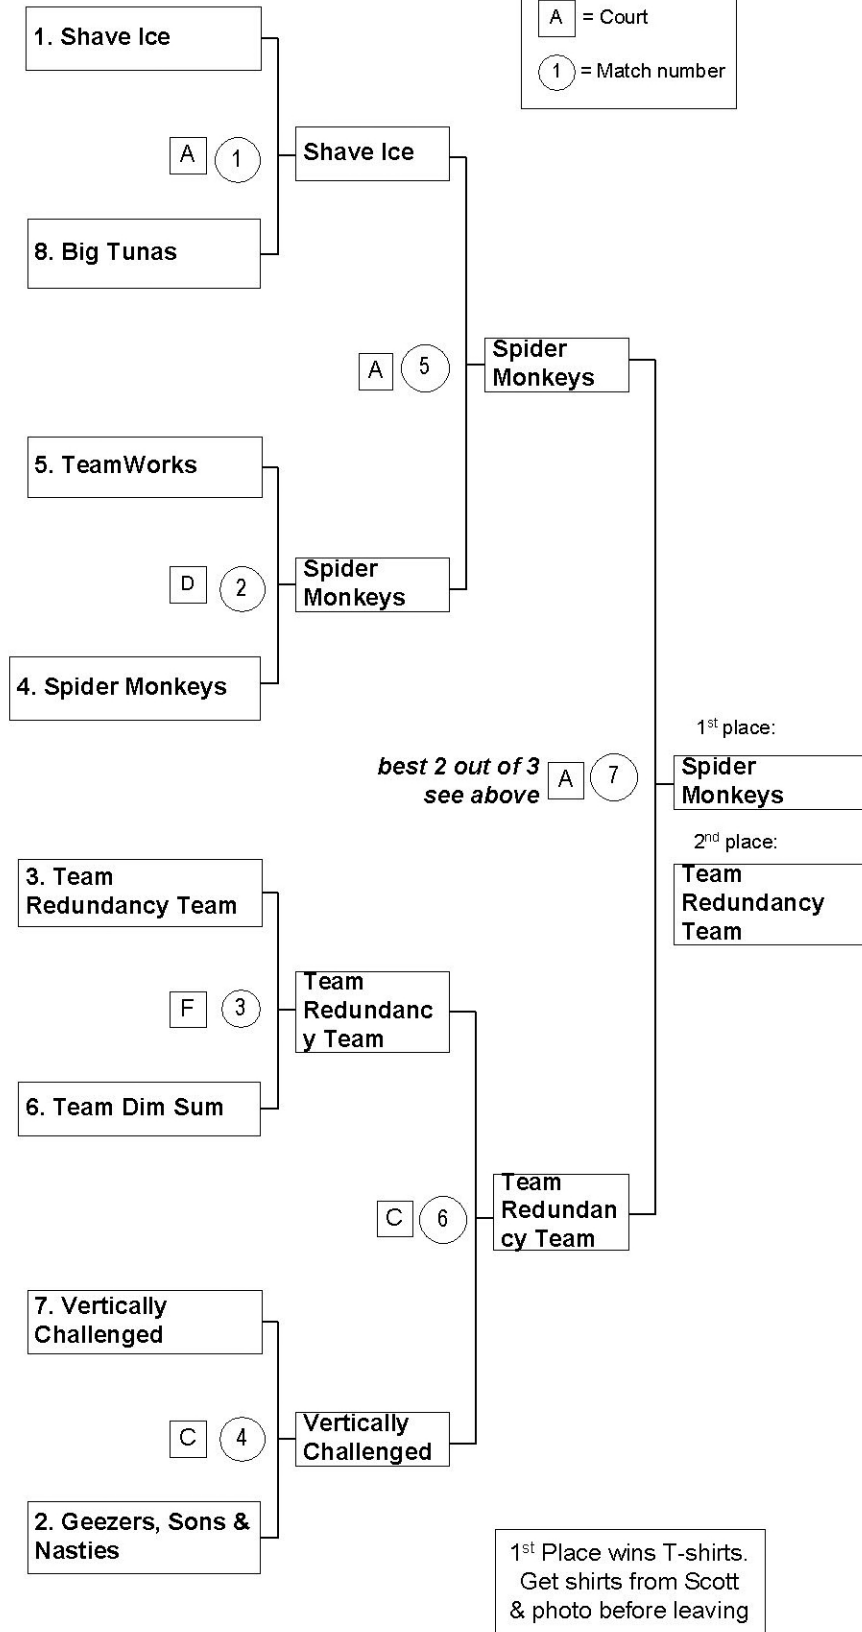 A = Court
1 = Match number
1. Shave Ice
A 1
Shave Ice
8. Big Tunas
A 5
Spider
Monkeys
5. TeamWorks
D 2
Spider
Monkeys
4. Spider Monkeys
best 2 out of 3
see above
A 7
1st place:
Spider
Monkeys
2nd place:
Team
Redundancy
Team
3. Team
Redundancy Team
F 3
Team
Redundanc
y Team
6. Team Dim Sum
C 6
Team
Redundan
cy Team
7. Vertically
Challenged
C 4
Vertically
Challenged
2. Geezers, Sons &
Nasties
1st Place wins T-shirts.
Get shirts from Scott
& photo before leaving